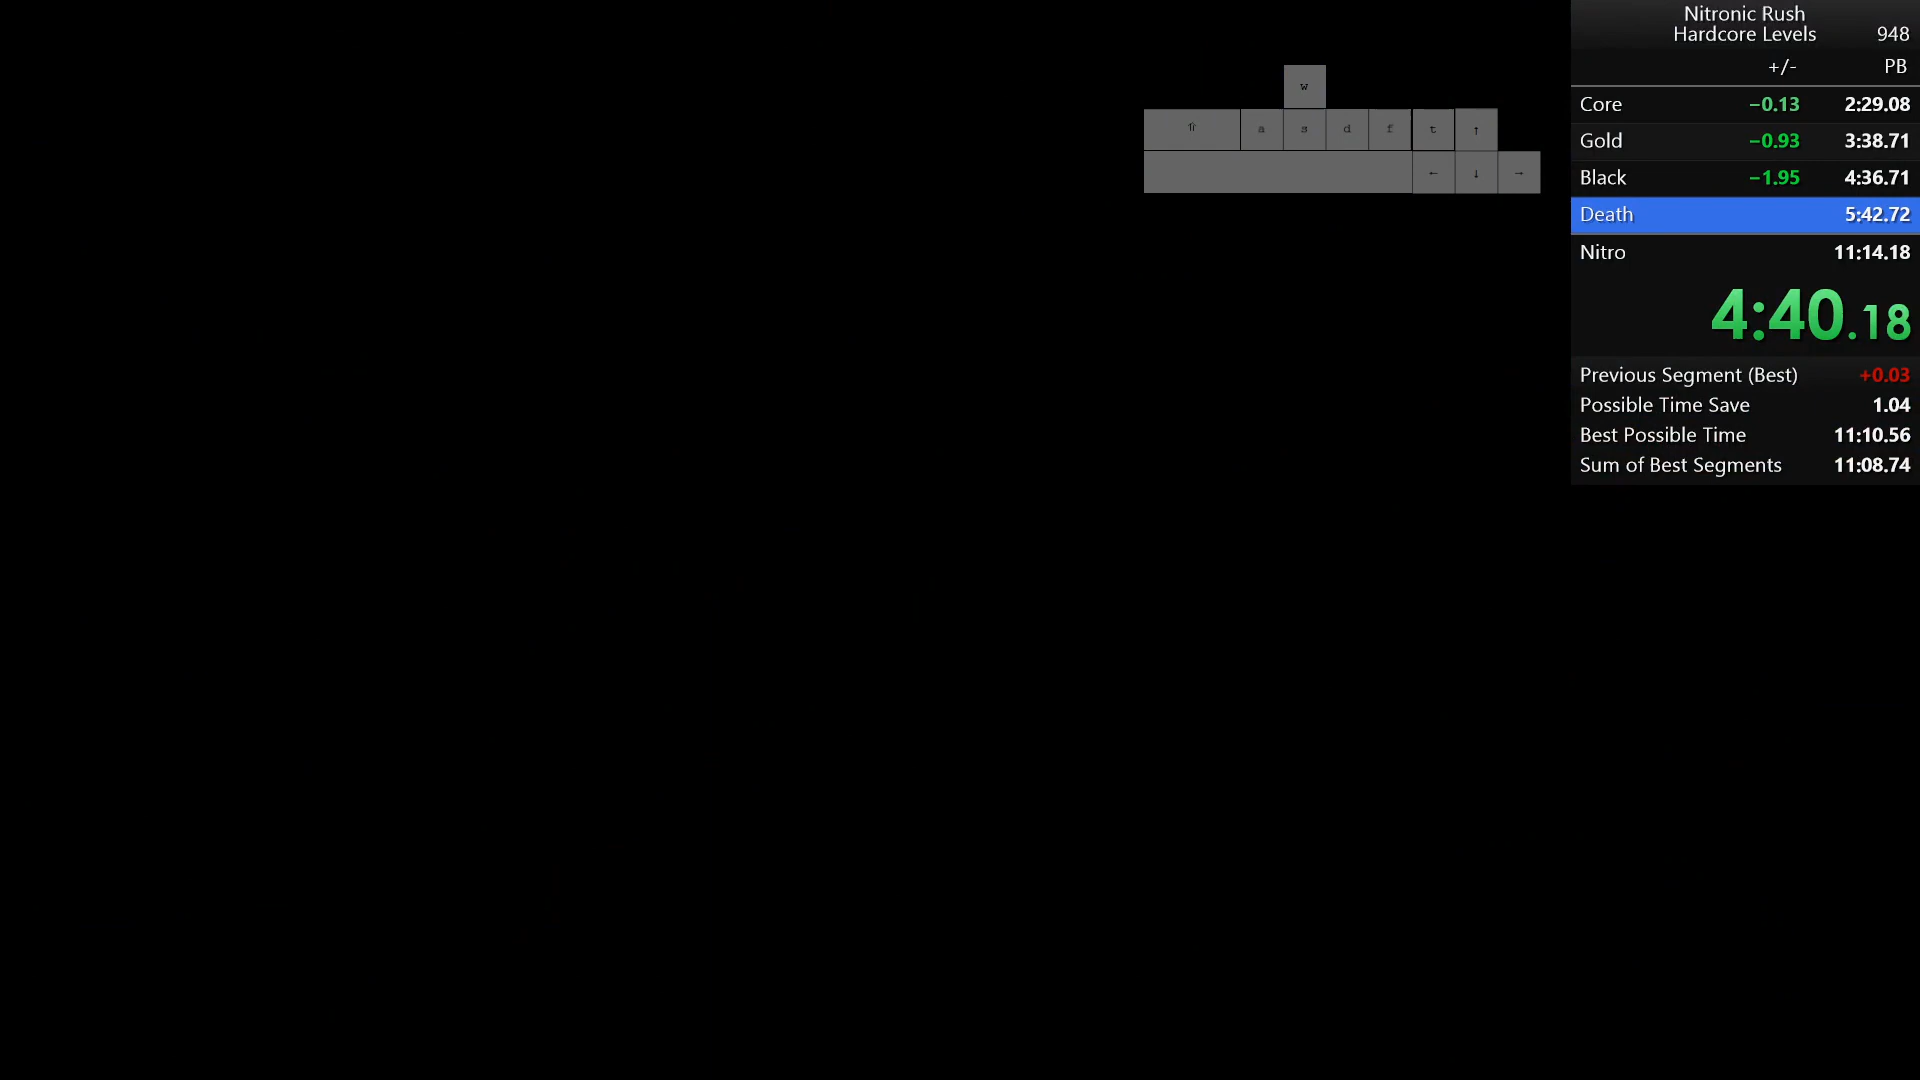 Nitronic Rush
Hardcore Levels 948
+/- PB
Core −0.13 2:29.08
Gold −0.93 3:38.71
Black −1.95 4:36.71
Death 5:42.72
Nitro 11:14.18
4:40.18
Previous Segment (Best) +0.03
Possible Time Save 1.04
Best Possible Time 11:10.56
Sum of Best Segments 11:08.74
w
⇑ a s d f t ↑
← ↓ →